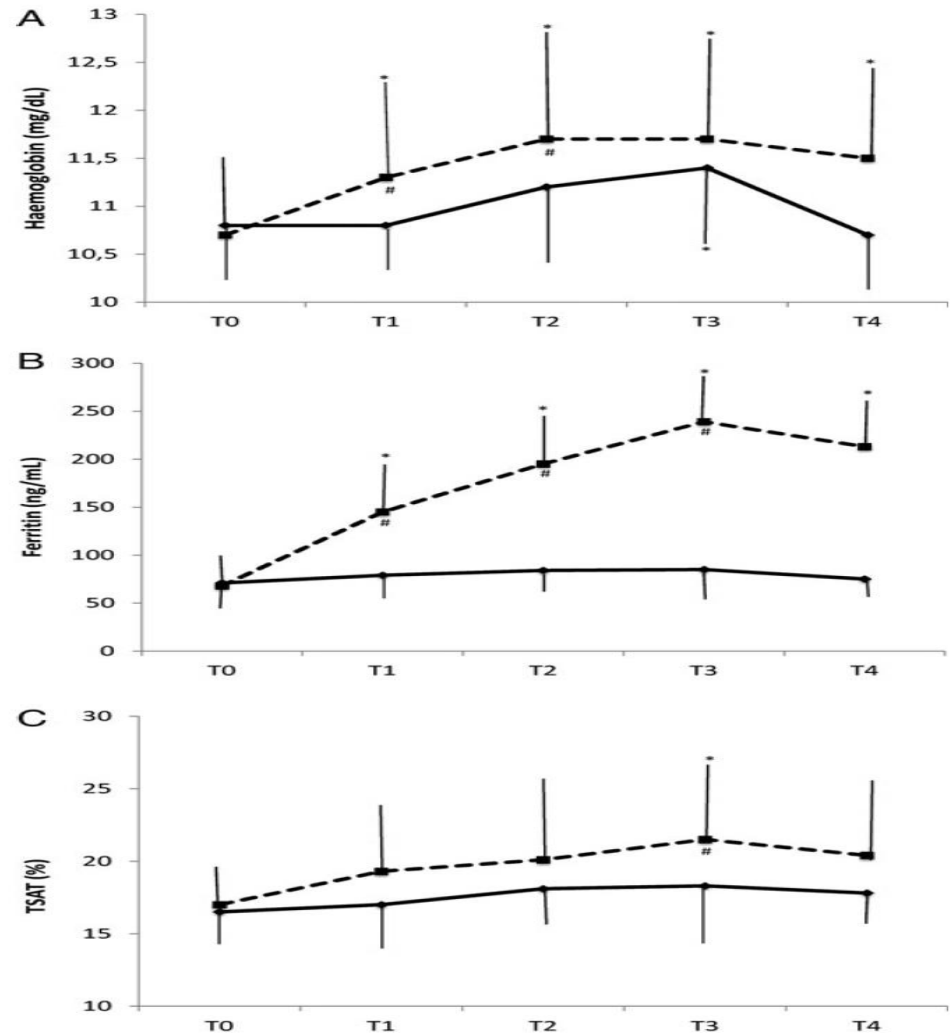 A
Haemoglobin (mg/dL)
13
12,5
12
11,5
11
10,5
10
* * * *
# #
*
T0 T1 T2 T3 T4
B
Ferritin (ng/mL)
300
250
200
150
100
50
0
* * * *
# # #
T0 T1 T2 T3 T4
C
TSAT (%)
30
25
20
15
10
*
#
T0 T1 T2 T3 T4